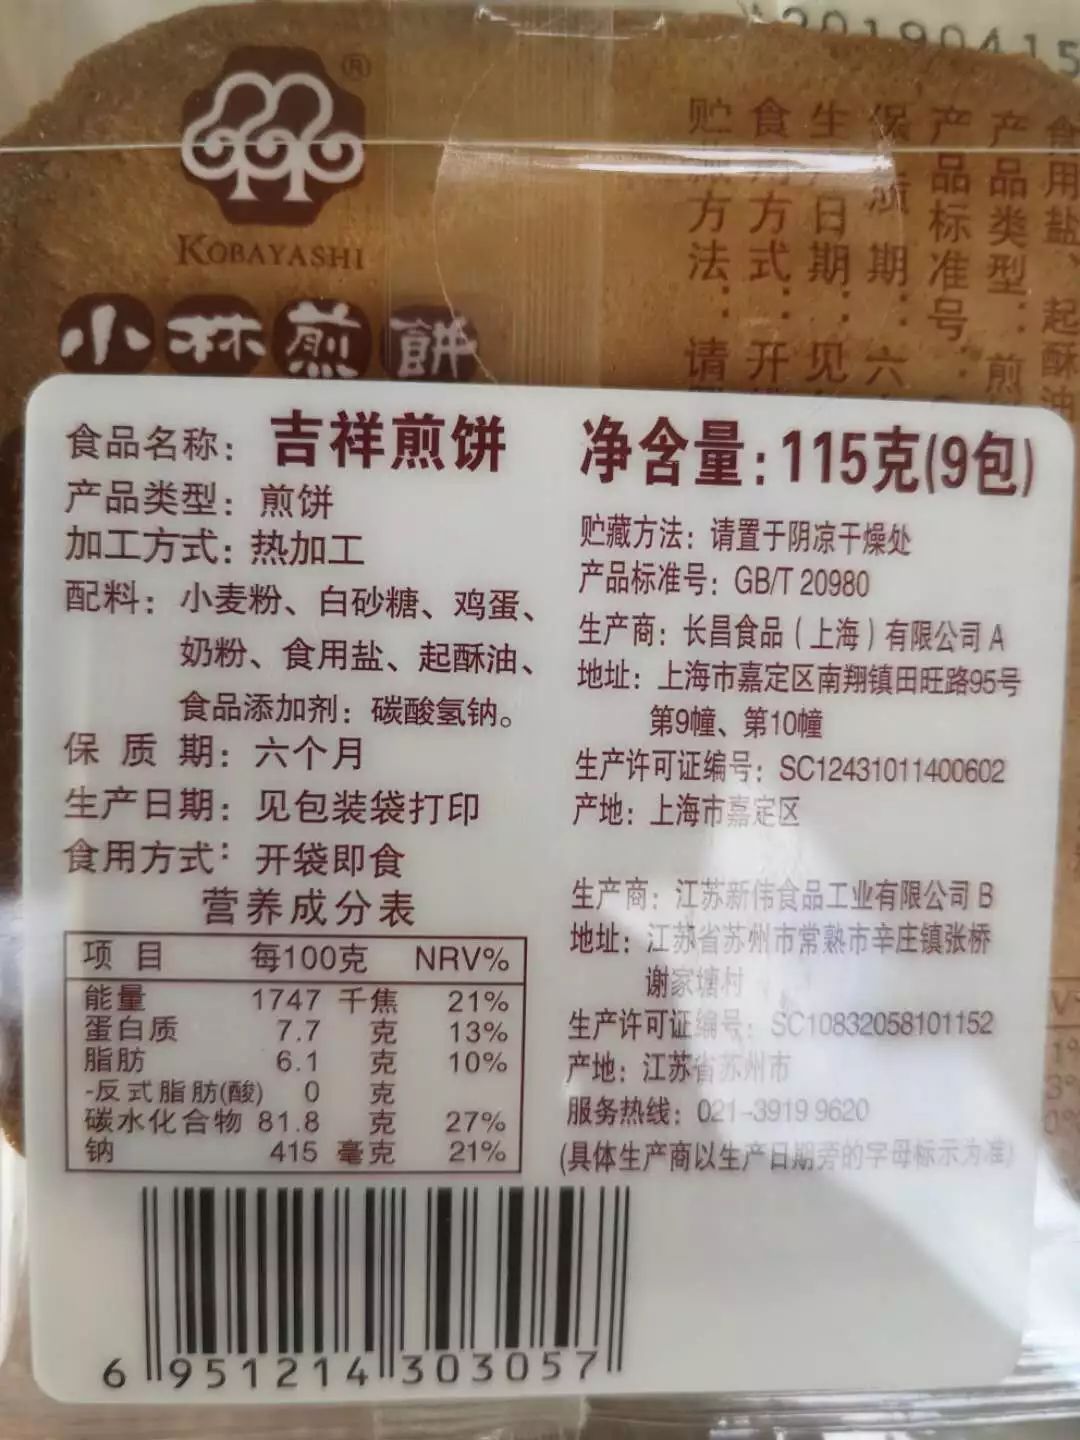 20190415
®
KOBAYASHI
小林煎餅
食用盐、起酥油
产品类型：煎
产品标准号：
保质期：六
生产日期：见
食用方式：开
贮藏方法：请
食品名称：吉祥煎饼
产品类型：煎饼
加工方式：热加工
配料：小麦粉、白砂糖、鸡蛋、
奶粉、食用盐、起酥油、
食品添加剂：碳酸氢钠。
保质期：六个月
生产日期：见包装袋打印
食用方式：开袋即食
营养成分表
项目 每100克 NRV%
能量 1747 千焦 21%
蛋白质 7.7 克 13%
脂肪 6.1 克 10%
-反式脂肪(酸) 0 克
碳水化合物 81.8 克 27%
钠 415 毫克 21%
6 951214 303057
净含量:115克(9包)
贮藏方法：请置于阴凉干燥处
产品标准号：GB/T 20980
生产商：长昌食品（上海）有限公司 A
地址：上海市嘉定区南翔镇田旺路95号
第9幢、第10幢
生产许可证编号：SC12431011400602
产地：上海市嘉定区
生产商：江苏新伟食品工业有限公司 B
地址：江苏省苏州市常熟市辛庄镇张桥
谢家塘村
生产许可证编号：SC10832058101152
产地：江苏省苏州市
服务热线：021-3919 9620
(具体生产商以生产日期旁的字母标示为准)